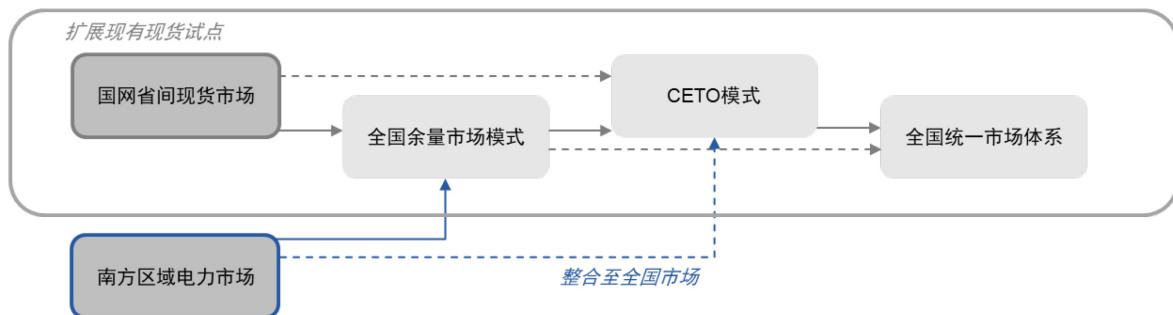 扩展现有现货试点
国网省间现货市场
CETO模式
全国余量市场模式
全国统一市场体系
南方区域电力市场
整合至全国市场